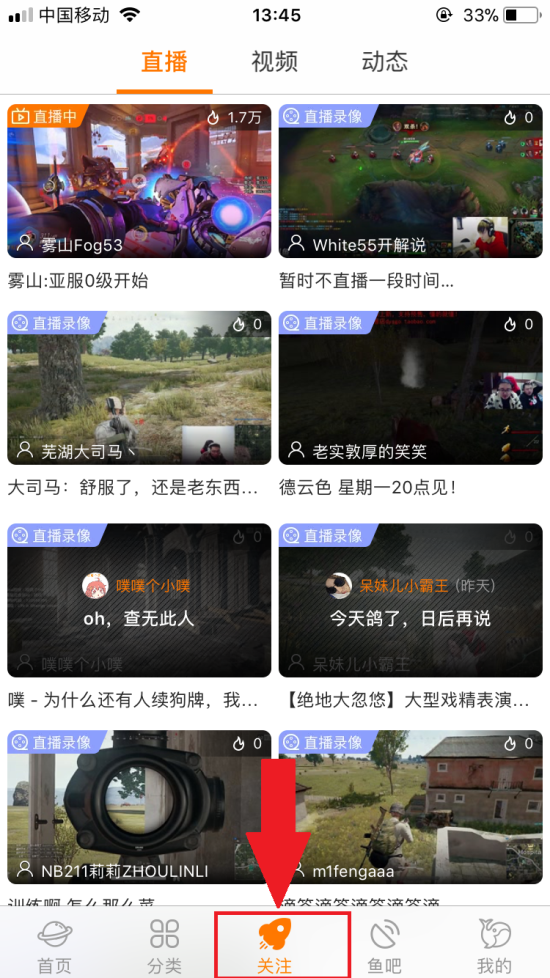 中国移动 13:45 33%
直播 视频 动态
直播中 1.7万
雾山Fog53
雾山:亚服0级开始
直播录像 0
White55开解说
暂时不直播一段时间...
直播录像 0
芜湖大司马丶
大司马：舒服了，还是老东西...
直播录像 0
老实敦厚的笑笑
德云色 星期一20点见！
直播录像 0
噗噗个小噗
oh，查无此人
噗噗个小噗
噗 - 为什么还有人续狗牌，我...
直播录像 0
呆妹儿小霸王 (昨天)
今天鸽了，日后再说
呆妹儿小霸王
【绝地大忽悠】大型戏精表演...
直播录像 0
NB211莉莉ZHOULINLI
训练啊 怎么那么菜
直播录像 0
m1fengaaa
滴答滴答滴答滴答滴
首页 分类 关注 鱼吧 我的